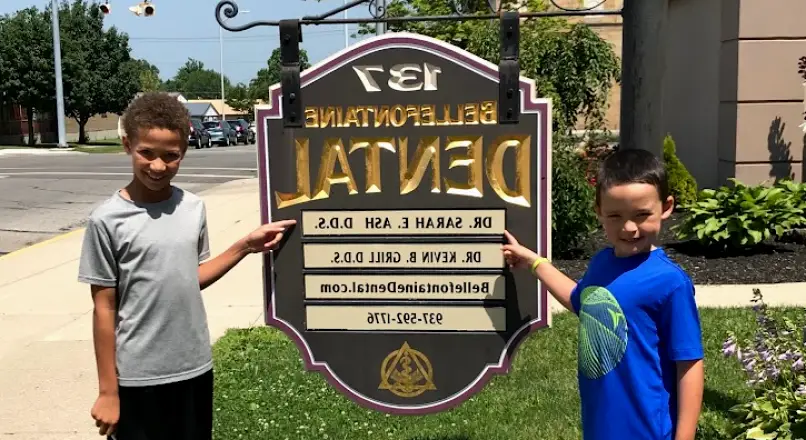 137
BELLEFONTAINE
DENTAL
DR. SARAH E. ASH D.D.S.
DR. KEVIN B. GRILL D.D.S.
BellefontaineDental.com
937-592-1776